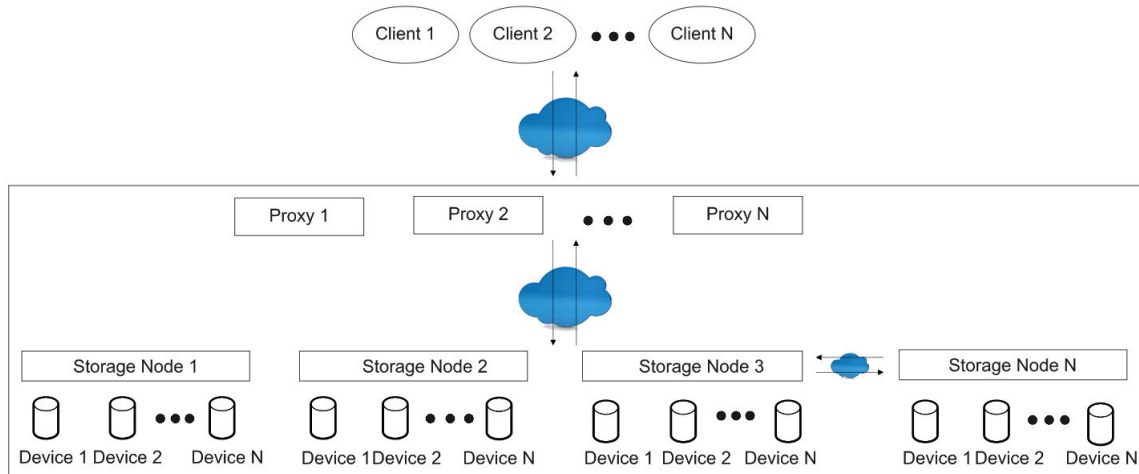 Client 1 Client 2 Client N
Proxy 1 Proxy 2 Proxy N
Storage Node 1 Storage Node 2 Storage Node 3 Storage Node N
Device 1 Device 2 Device N Device 1 Device 2 Device N Device 1 Device 2 Device N Device 1 Device 2 Device N